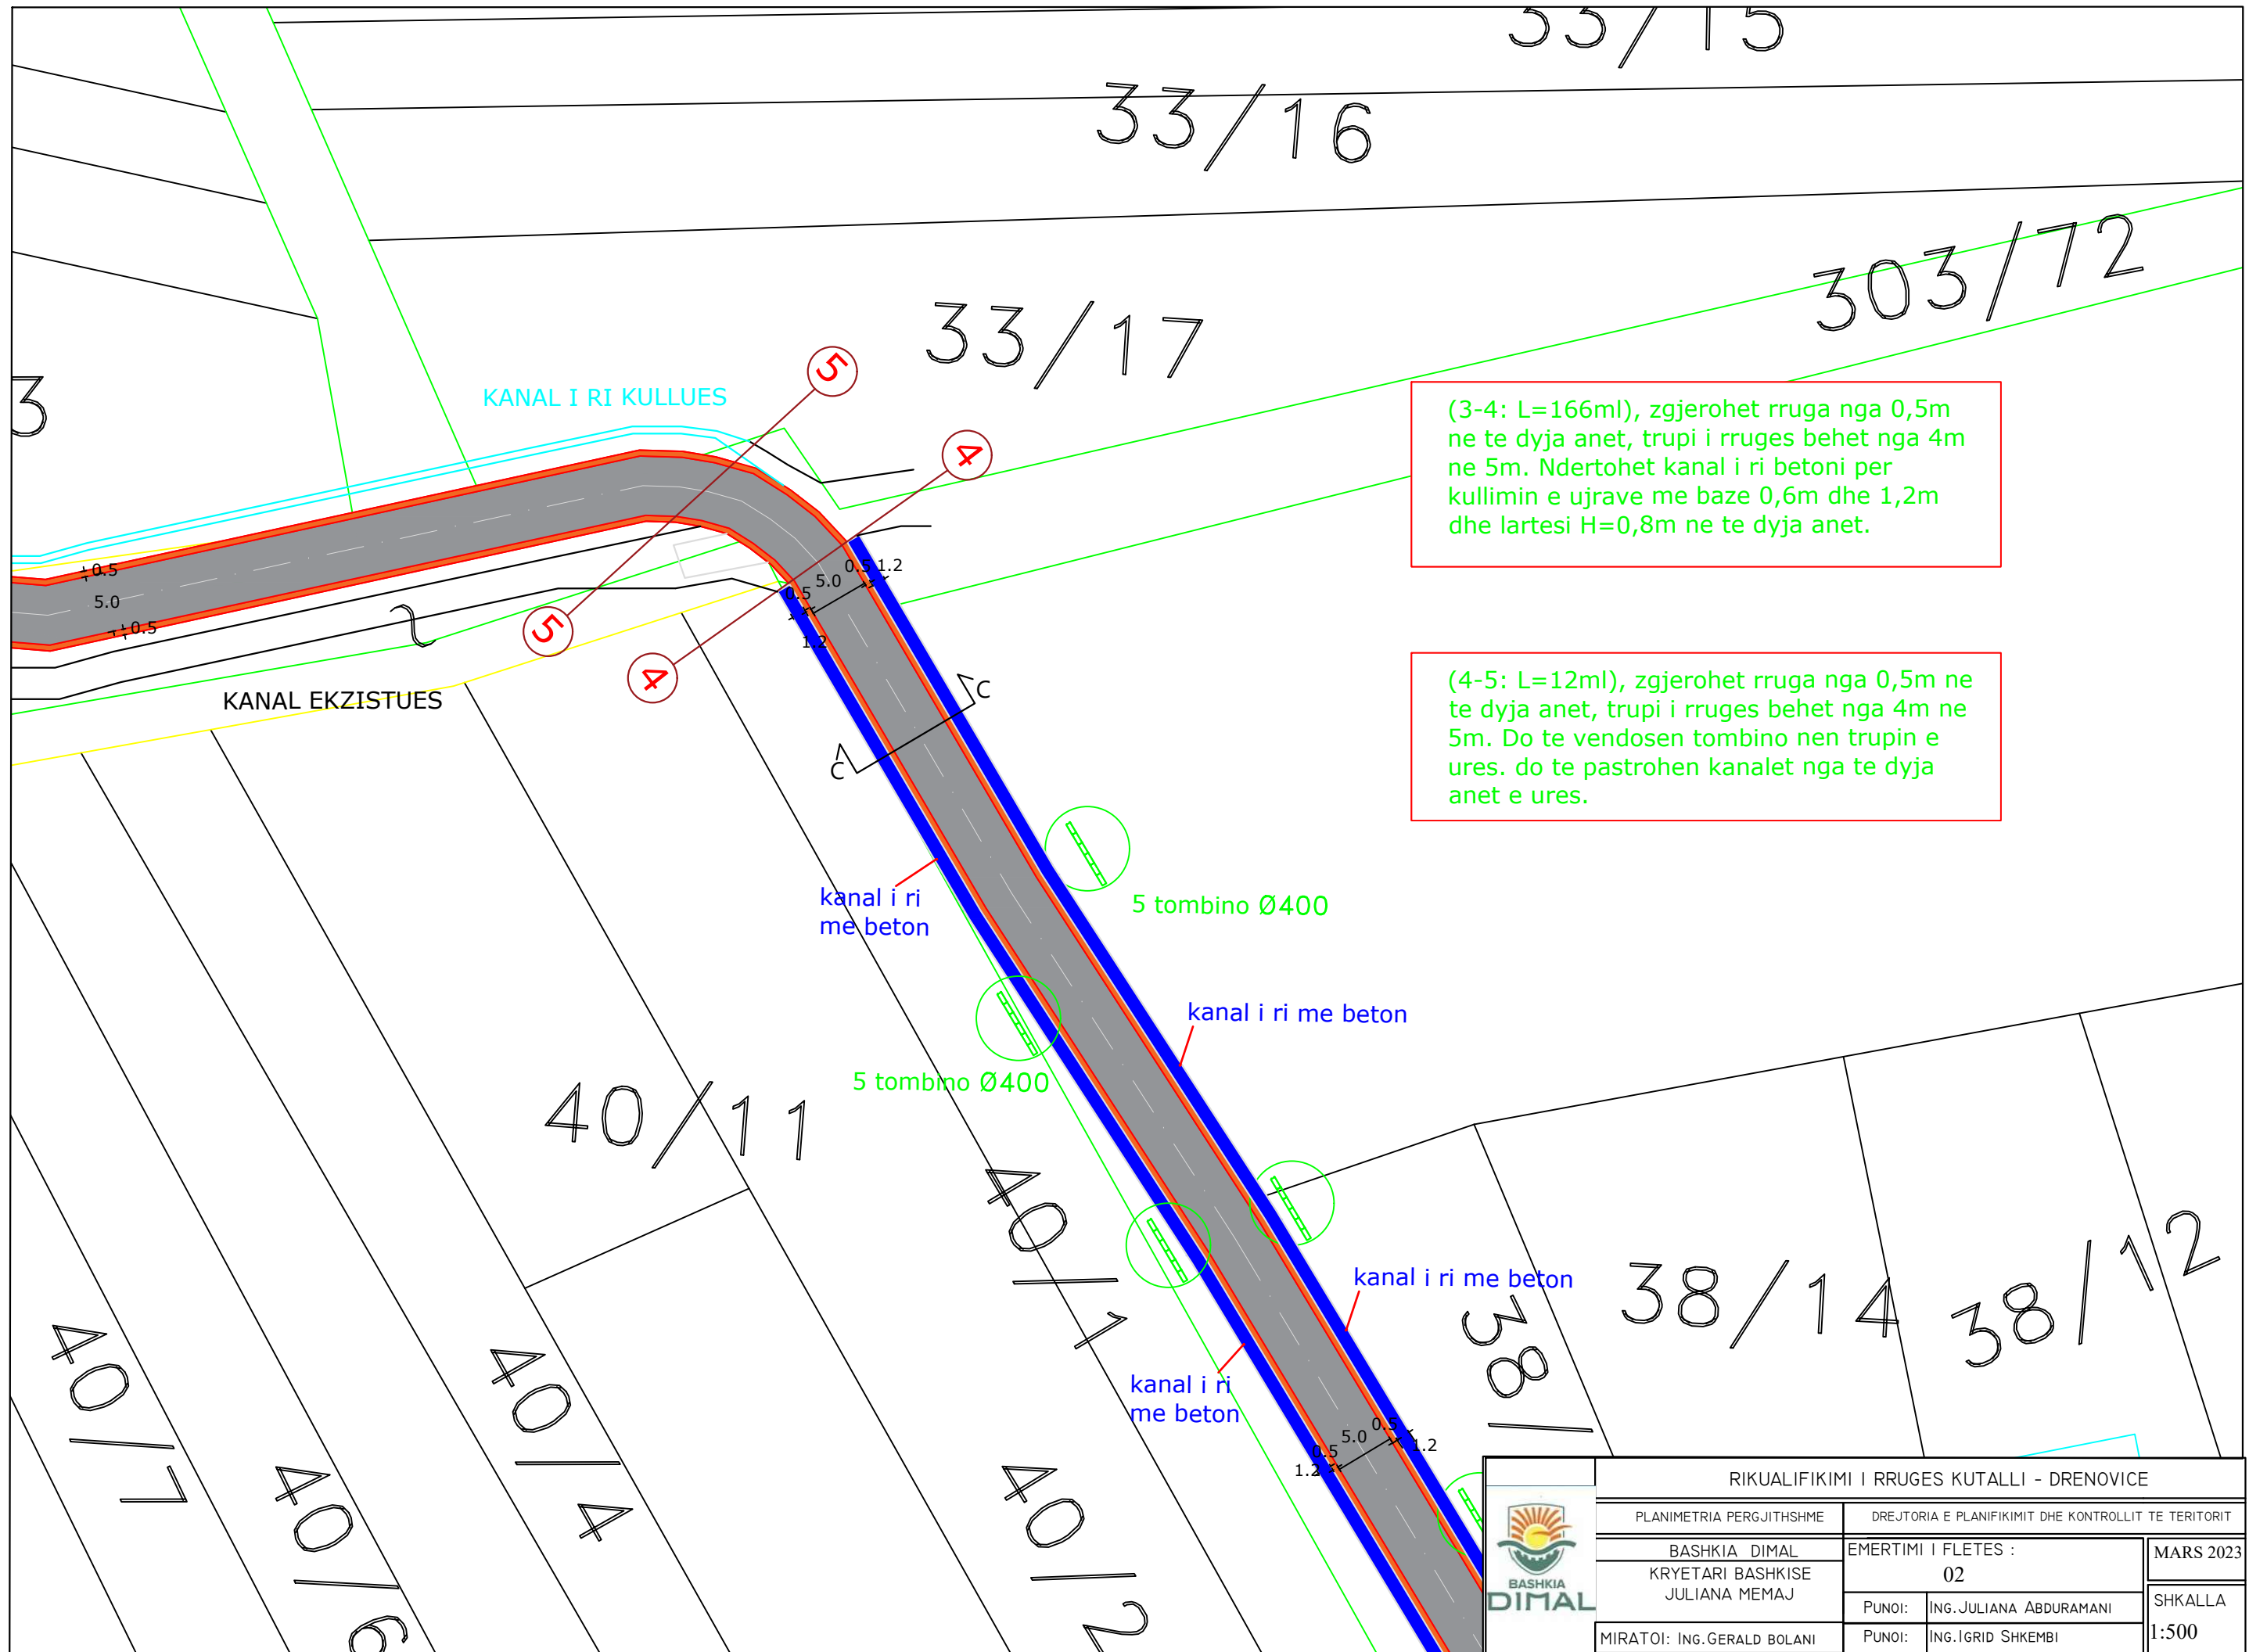 33/15
33/16
303/72
33/17
3
KANAL I RI KULLUES
5
4
(3-4: L=166ml), zgjerohet rruga nga 0,5m
ne te dyja anet, trupi i rruges behet nga 4m
ne 5m. Ndertohet kanal i ri betoni per
kullimin e ujrave me baze 0,6m dhe 1,2m
dhe lartesi H=0,8m ne te dyja anet.
0.5
5.0
0.5
0.5
5.0
0.5
1.2
1.2
5
4
KANAL EKZISTUES
(4-5: L=12ml), zgjerohet rruga nga 0,5m ne
te dyja anet, trupi i rruges behet nga 4m ne
5m. Do te vendosen tombino nen trupin e
ures. do te pastrohen kanalet nga te dyja
anet e ures.
C
C
kanal i ri
me beton
5 tombino Ø400
kanal i ri me beton
5 tombino Ø400
40/11
40/1
kanal i ri me beton
38/14
38/12
38/
kanal i ri
me beton
40/7
40/6
40/4
40/2
1.2
0.5
5.0
0.5
1.2
RIKUALIFIKIMI I RRUGES KUTALLI - DRENOVICE
PLANIMETRIA PERGJITHSHME
DREJTORIA E PLANIFIKIMIT DHE KONTROLLIT TE TERITORIT
BASHKIA DIMAL
KRYETARI BASHKISE
JULIANA MEMAJ
EMERTIMI I FLETES :
02
MARS 2023
BASHKIA
DIMAL
PUNOI: ING.JULIANA ABDURAMANI
SHKALLA
1:500
MIRATOI: ING.GERALD BOLANI
PUNOI: ING.IGRID SHKEMBI